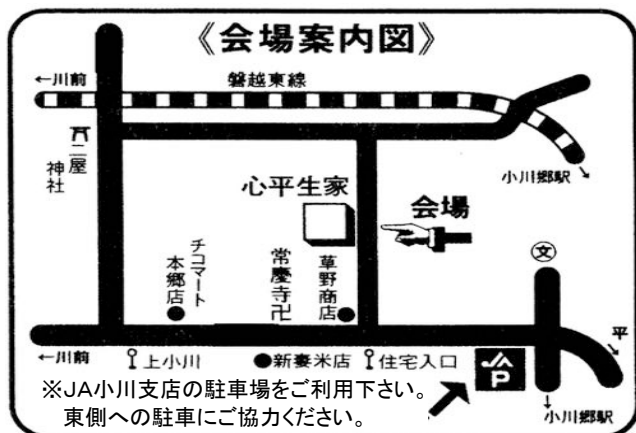 《会場案内図》
←川前
磐越東線
二屋
神社
小川郷駅
心平生家
会場
チコマート
本郷店
常慶寺卍
草野商店
文
平
←川前
上小川
新妻米店
住宅入口
JA
P
※JA小川支店の駐車場をご利用下さい。
東側への駐車にご協力ください。
小川郷駅